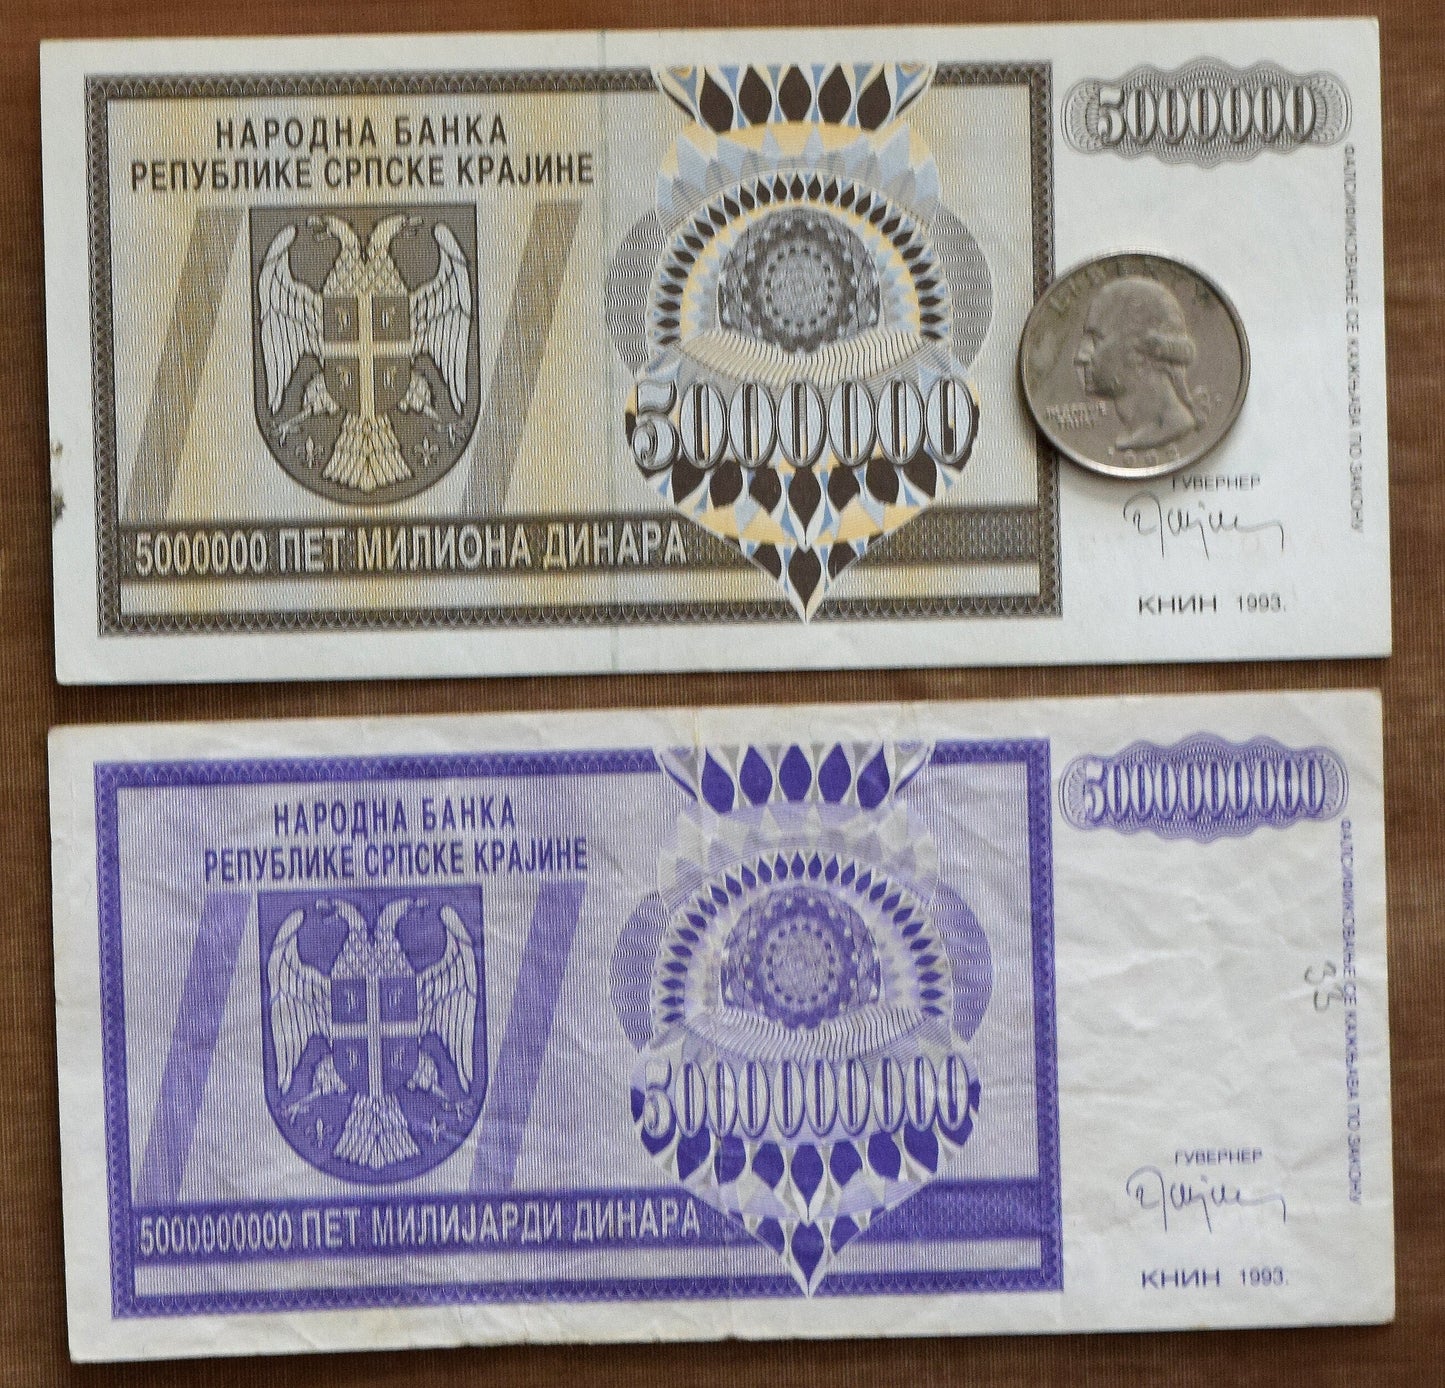 НАРОДНА БАНКА
РЕПУБЛИКЕ СРПСКЕ КРАЈИНЕ
5000000
5000000
5000000 ПЕТ МИЛИОНА ДИНАРА
ФАЛСИФИКОВАЊЕ СЕ КАЖЊАВА ПО ЗАКОНУ
LIBERTY
ГУВЕРНЕР
КНИН 1993.
НАРОДНА БАНКА
РЕПУБЛИКЕ СРПСКЕ КРАЈИНЕ
5000000000
5000000000
5000000000 ПЕТ МИЛИЈАРДИ ДИНАРА
ФАЛСИФИКОВАЊЕ СЕ КАЖЊАВА ПО ЗАКОНУ
ГУВЕРНЕР
КНИН 1993.